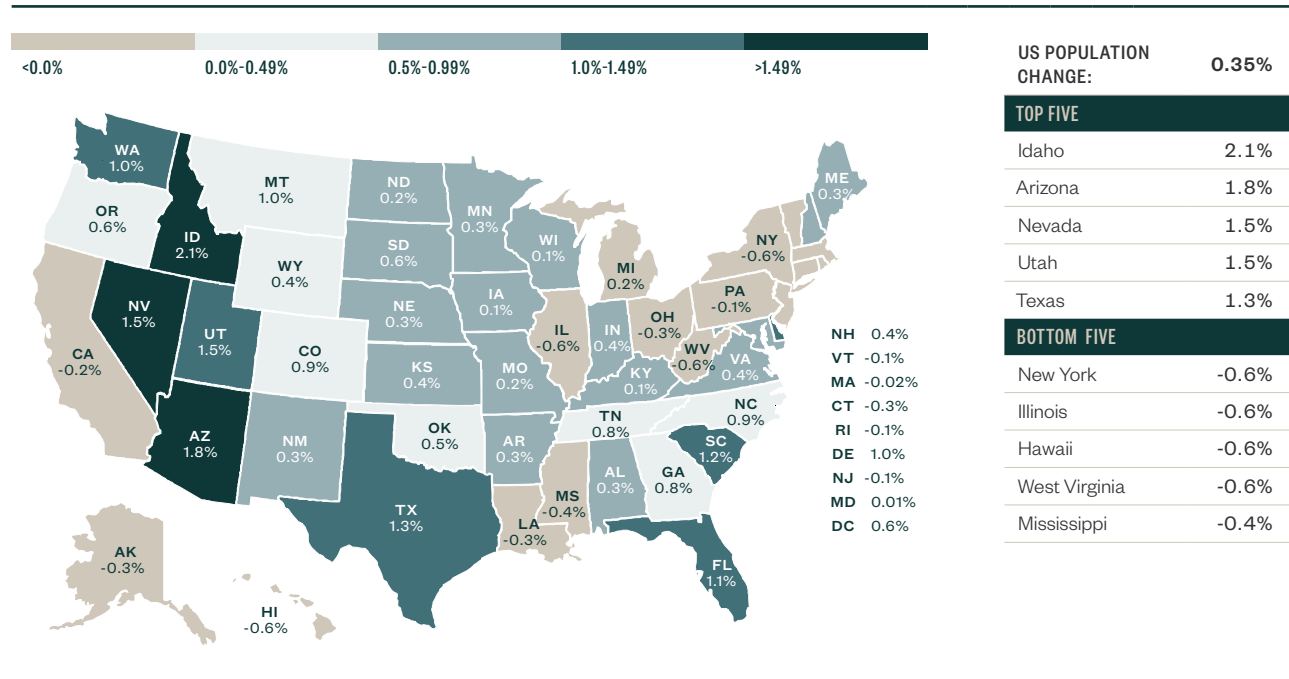 <0.0%
0.0%-0.49%
0.5%-0.99%
1.0%-1.49%
>1.49%
WA
1.0%
OR
0.6%
ID
2.1%
MT
1.0%
WY
0.4%
NV
1.5%
UT
1.5%
CO
0.9%
CA
-0.2%
AZ
1.8%
NM
0.3%
ND
0.2%
SD
0.6%
NE
0.3%
KS
0.4%
OK
0.5%
TX
1.3%
MN
0.3%
IA
0.1%
MO
0.2%
AR
0.3%
LA
-0.3%
WI
0.1%
IL
-0.6%
MI
0.2%
IN
0.4%
OH
-0.3%
KY
0.1%
TN
0.8%
MS
-0.4%
AL
0.3%
GA
0.8%
FL
1.1%
SC
1.2%
NC
0.9%
VA
0.4%
WV
-0.6%
PA
-0.1%
NY
-0.6%
ME
0.3%
AK
-0.3%
HI
-0.6%
NH 0.4%
VT -0.1%
MA -0.02%
CT -0.3%
RI -0.1%
DE 1.0%
NJ -0.1%
MD 0.01%
DC 0.6%
US POPULATION
CHANGE: 0.35%
TOP FIVE
Idaho 2.1%
Arizona 1.8%
Nevada 1.5%
Utah 1.5%
Texas 1.3%
BOTTOM FIVE
New York -0.6%
Illinois -0.6%
Hawaii -0.6%
West Virginia -0.6%
Mississippi -0.4%